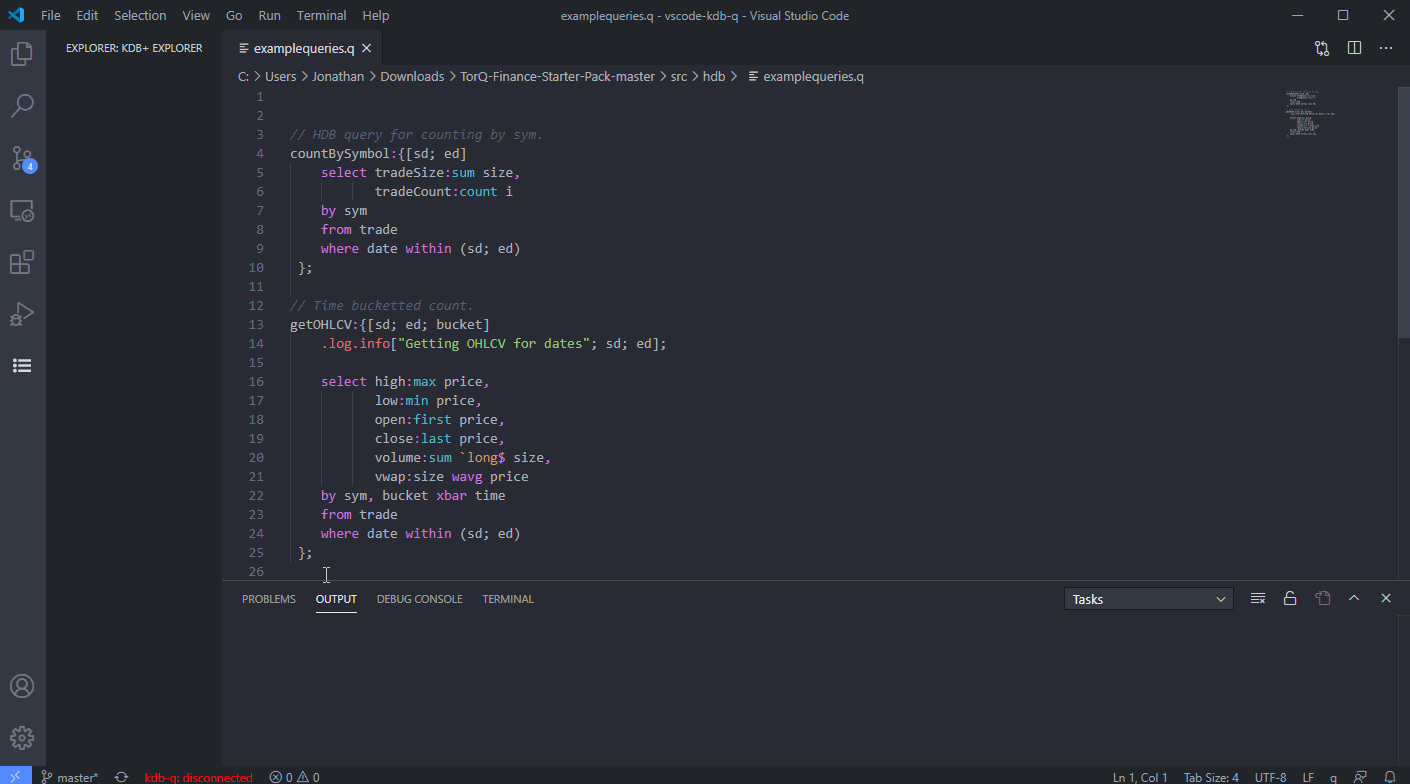 File Edit Selection View Go Run Terminal Help examplequeries.q - vscode-kdb-q - Visual Studio Code
EXPLORER: KDB+ EXPLORER
examplequeries.q
C: > Users > Jonathan > Downloads > TorQ-Finance-Starter-Pack-master > src > hdb > examplequeries.q
1
2
3 // HDB query for counting by sym.
4 countBySymbol:{[sd; ed]
5 select tradeSize:sum size,
6 tradeCount:count i
7 by sym
8 from trade
9 where date within (sd; ed)
10 };
11
12 // Time bucketted count.
13 getOHLCV:{[sd; ed; bucket]
14 .log.info["Getting OHLCV for dates"; sd; ed];
15
16 select high:max price,
17 low:min price,
18 open:first price,
19 close:last price,
20 volume:sum `long$ size,
21 vwap:size wavg price
22 by sym, bucket xbar time
23 from trade
24 where date within (sd; ed)
25 };
26
4
PROBLEMS OUTPUT DEBUG CONSOLE TERMINAL Tasks
master* kdb-q: disconnected 0 0 Ln 1, Col 1 Tab Size: 4 UTF-8 LF q